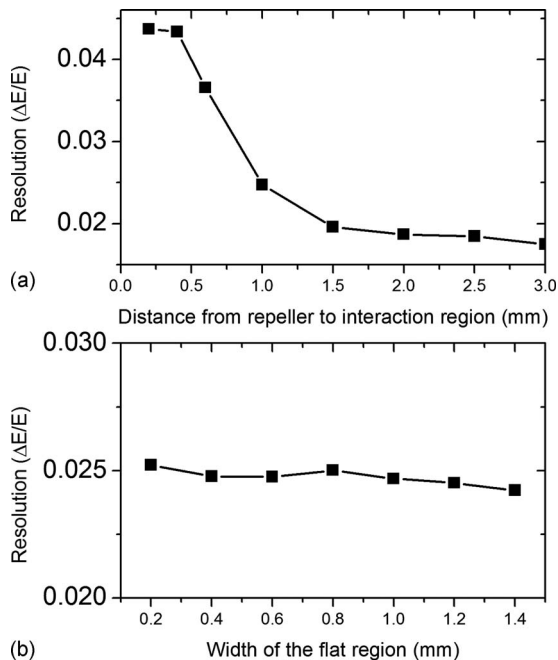 0.04
0.03
0.02
Resolution (ΔE/E)
(a)
0.0 0.5 1.0 1.5 2.0 2.5 3.0
Distance from repeller to interaction region (mm)
0.030
0.025
0.020
Resolution (ΔE/E)
0.2 0.4 0.6 0.8 1.0 1.2 1.4
(b)
Width of the flat region (mm)